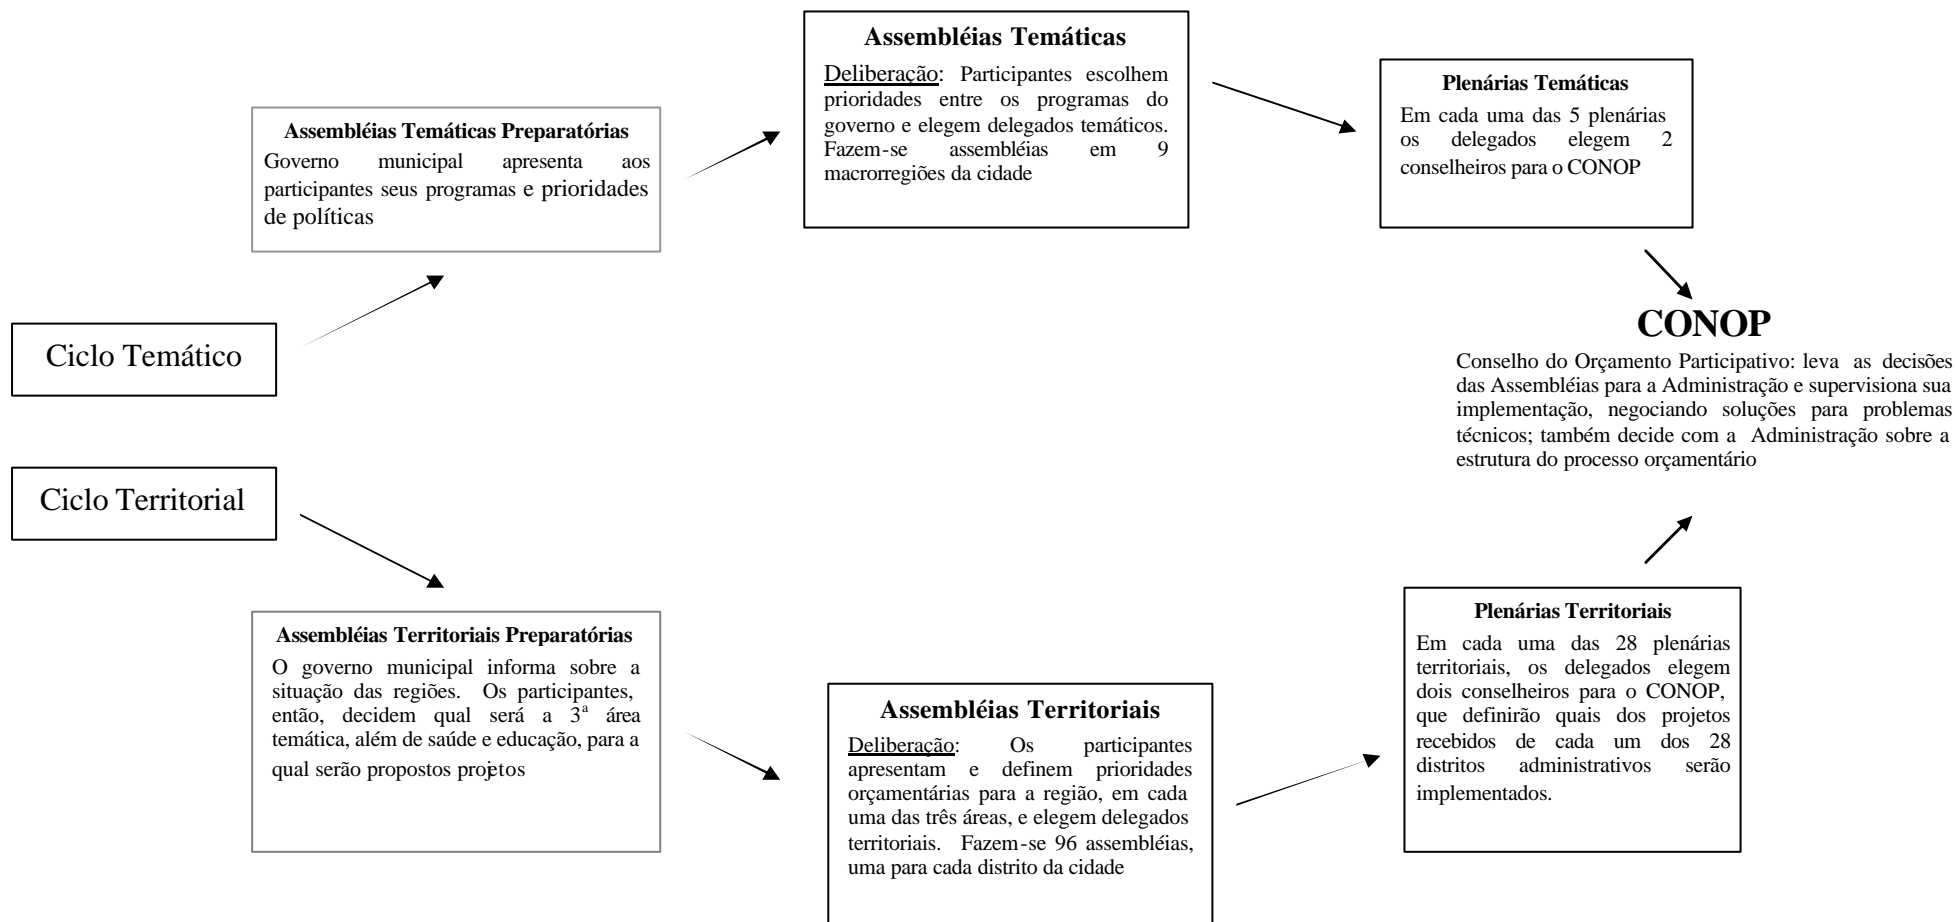 Assembléias Temáticas
Deliberação: Participantes escolhem
prioridades entre os programas do
governo e elegem delegados temáticos.
Fazem-se assembléias em 9
macrorregiões da cidade
Plenárias Temáticas
Em cada uma das 5 plenárias
os delegados elegem 2
conselheiros para o CONOP
Assembléias Temáticas Preparatórias
Governo municipal apresenta aos
participantes seus programas e prioridades
de políticas
Ciclo Temático
CONOP
Conselho do Orçamento Participativo: leva as decisões
das Assembléias para a Administração e supervisiona sua
implementação, negociando soluções para problemas
técnicos; também decide com a Administração sobre a
estrutura do processo orçamentário
Ciclo Territorial
Assembléias Territoriais Preparatórias
O governo municipal informa sobre a
situação das regiões. Os participantes,
então, decidem qual será a 3ª área
temática, além de saúde e educação, para a
qual serão propostos projetos
Assembléias Territoriais
Deliberação: Os participantes
apresentam e definem prioridades
orçamentárias para a região, em cada
uma das três áreas, e elegem delegados
territoriais. Fazem-se 96 assembléias,
uma para cada distrito da cidade
Plenárias Territoriais
Em cada uma das 28 plenárias
territoriais, os delegados elegem
dois conselheiros para o CONOP,
que definirão quais dos projetos
recebidos de cada um dos 28
distritos administrativos serão
implementados.